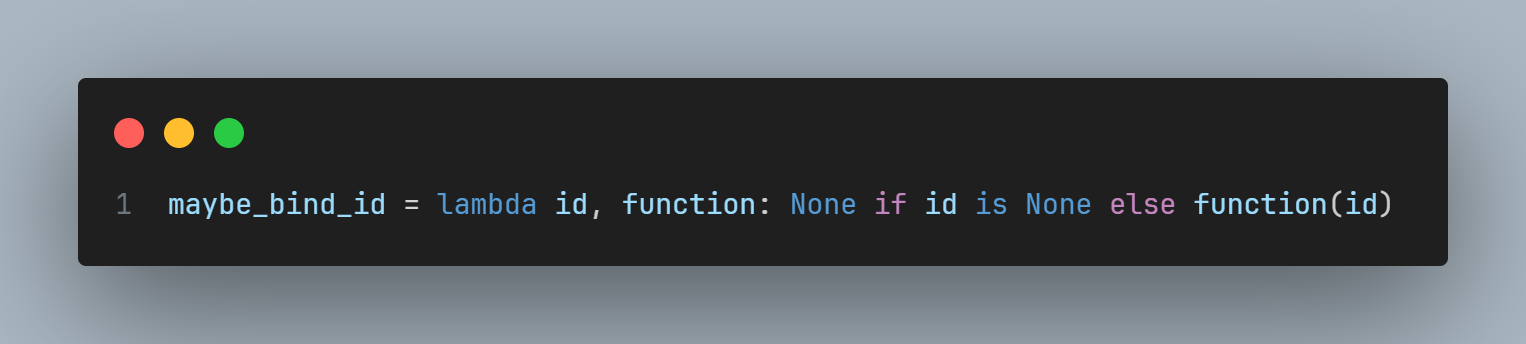 1 maybe_bind_id = lambda id, function: None if id is None else function(id)